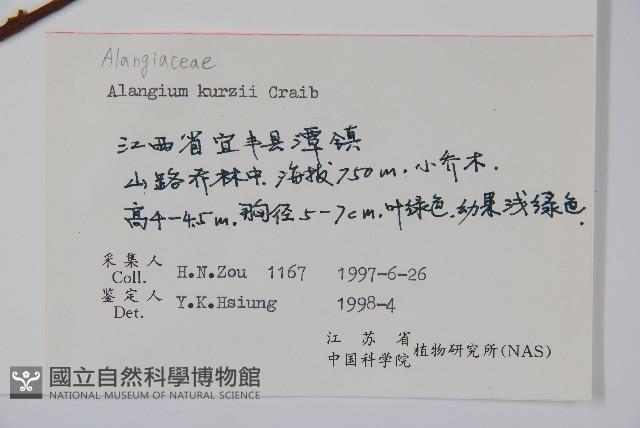 Alangiaceae
Alangium kurzii Craib
江西省宜丰县潭镇
山路乔林中. 海拔750m. 小乔木.
高4-4.5m. 胸径5-7cm. 叶绿色. 幼果浅绿色.
采集人
Coll. H.N.Zou 1167 1997-6-26
鉴定人
Det. Y.K.Hsiung 1998-4
江苏省
中国科学院 植物研究所(NAS)
國立自然科學博物館
NATIONAL MUSEUM OF NATURAL SCIENCE